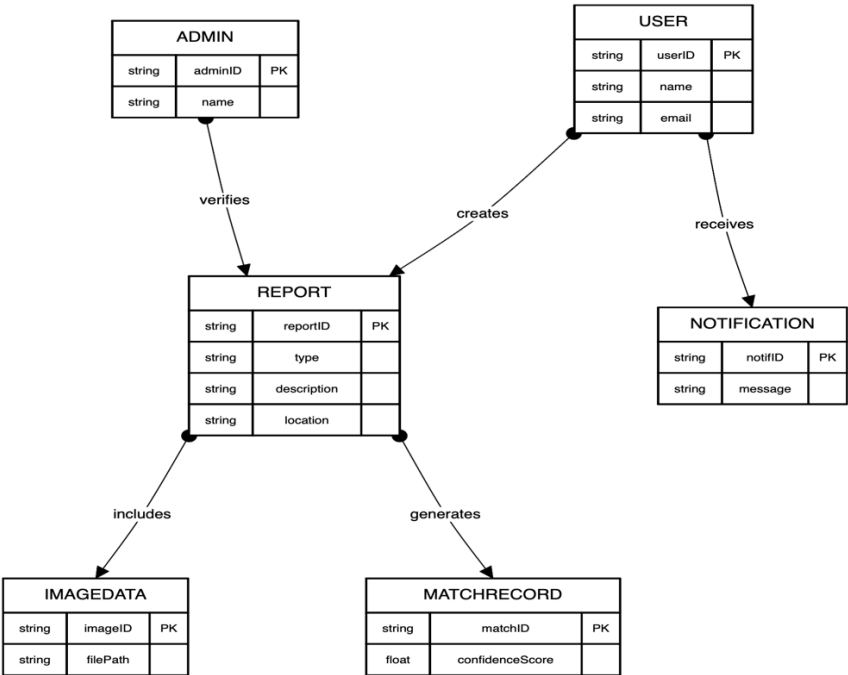 ADMIN
string adminID PK
string name
USER
string userID PK
string name
string email
verifies
creates
receives
REPORT
string reportID PK
string type
string description
string location
NOTIFICATION
string notifID PK
string message
includes
generates
IMAGEDATA
string imageID PK
string filePath
MATCHRECORD
string matchID PK
float confidenceScore